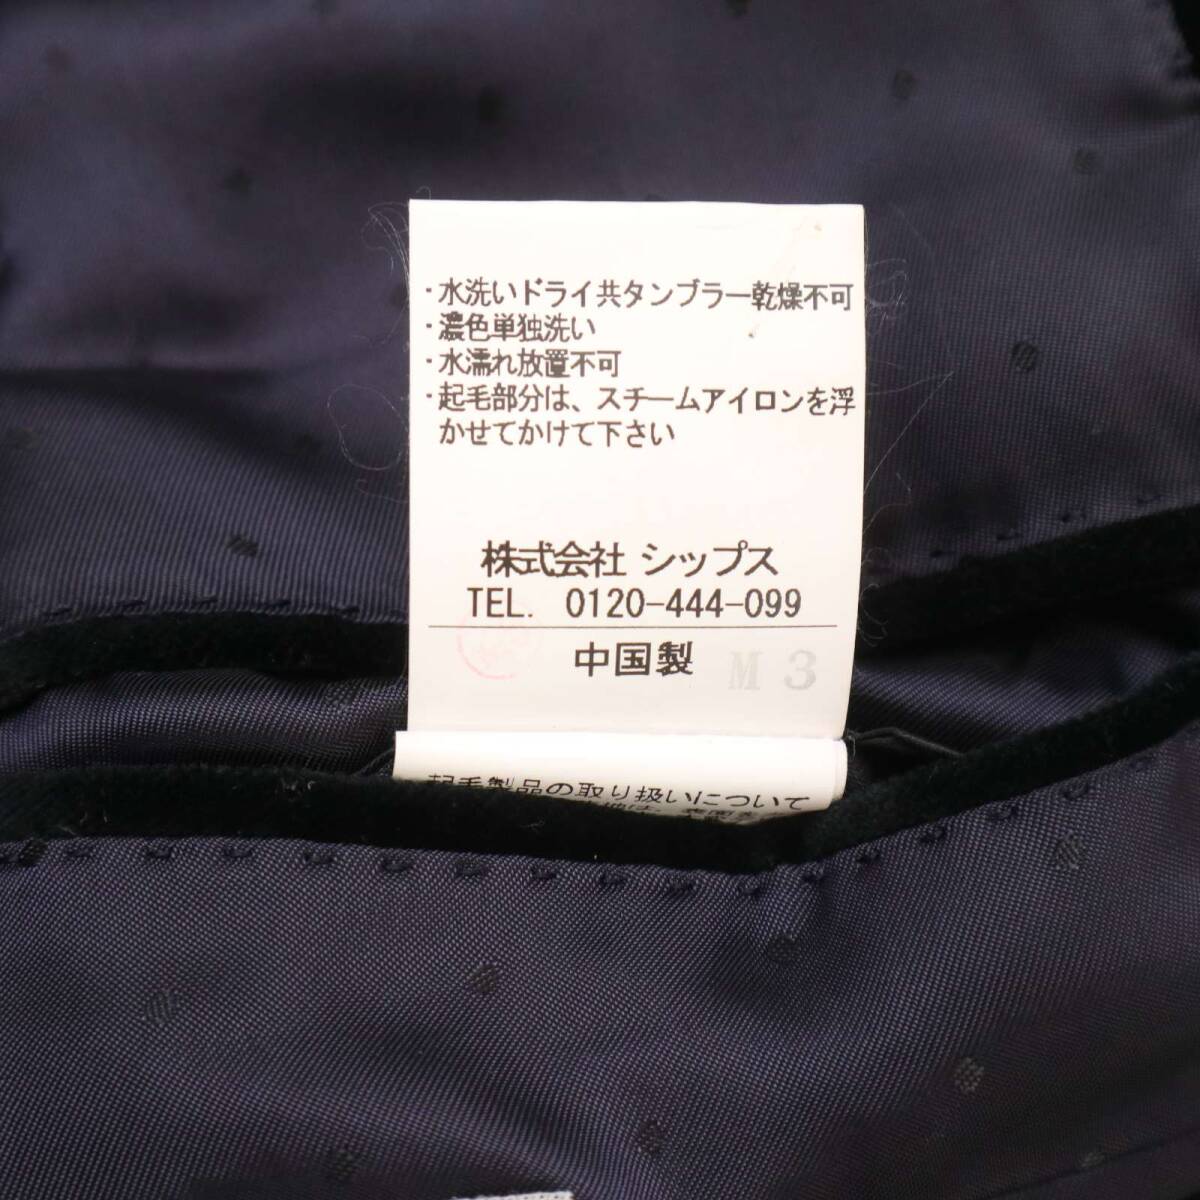 ・水洗いドライ共タンブラー乾燥不可
・濃色単独洗い
・水濡れ放置不可
・起毛部分は、スチームアイロンを浮
かせてかけて下さい
株式会社 シップス
TEL. 0120-444-099
中国製 M3
起毛製品の取り扱いについて